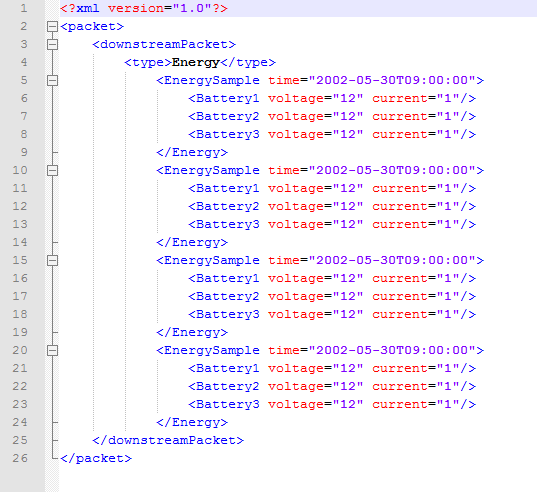 1 <?xml version="1.0"?>
2 <packet>
3 <downstreamPacket>
4 <type>Energy</type>
5 <EnergySample time="2002-05-30T09:00:00">
6 <Battery1 voltage="12" current="1"/>
7 <Battery2 voltage="12" current="1"/>
8 <Battery3 voltage="12" current="1"/>
9 </Energy>
10 <EnergySample time="2002-05-30T09:00:00">
11 <Battery1 voltage="12" current="1"/>
12 <Battery2 voltage="12" current="1"/>
13 <Battery3 voltage="12" current="1"/>
14 </Energy>
15 <EnergySample time="2002-05-30T09:00:00">
16 <Battery1 voltage="12" current="1"/>
17 <Battery2 voltage="12" current="1"/>
18 <Battery3 voltage="12" current="1"/>
19 </Energy>
20 <EnergySample time="2002-05-30T09:00:00">
21 <Battery1 voltage="12" current="1"/>
22 <Battery2 voltage="12" current="1"/>
23 <Battery3 voltage="12" current="1"/>
24 </Energy>
25 </downstreamPacket>
26 </packet>